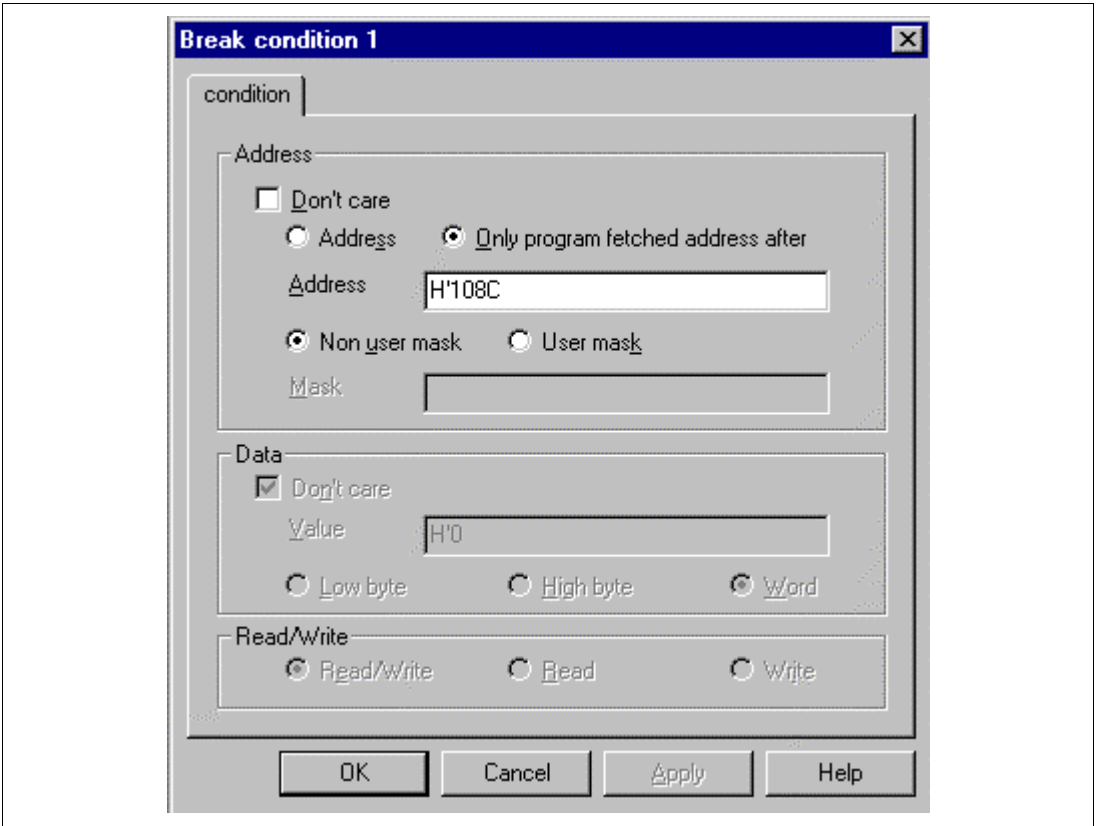 Break condition 1
condition
Address
Don't care
Address Only program fetched address after
Address H'108C
Non user mask User mask
Mask
Data
Don't care
Value H'0
Low byte High byte Word
Read/Write
Read/Write Read Write
OK Cancel Apply Help